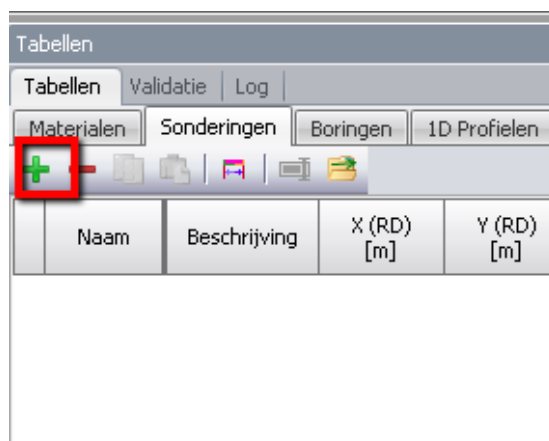 Tabellen
Tabellen Validatie Log
Materialen Sonderingen Boringen 1D Profielen
Naam Beschrijving X (RD) [m] Y (RD) [m]